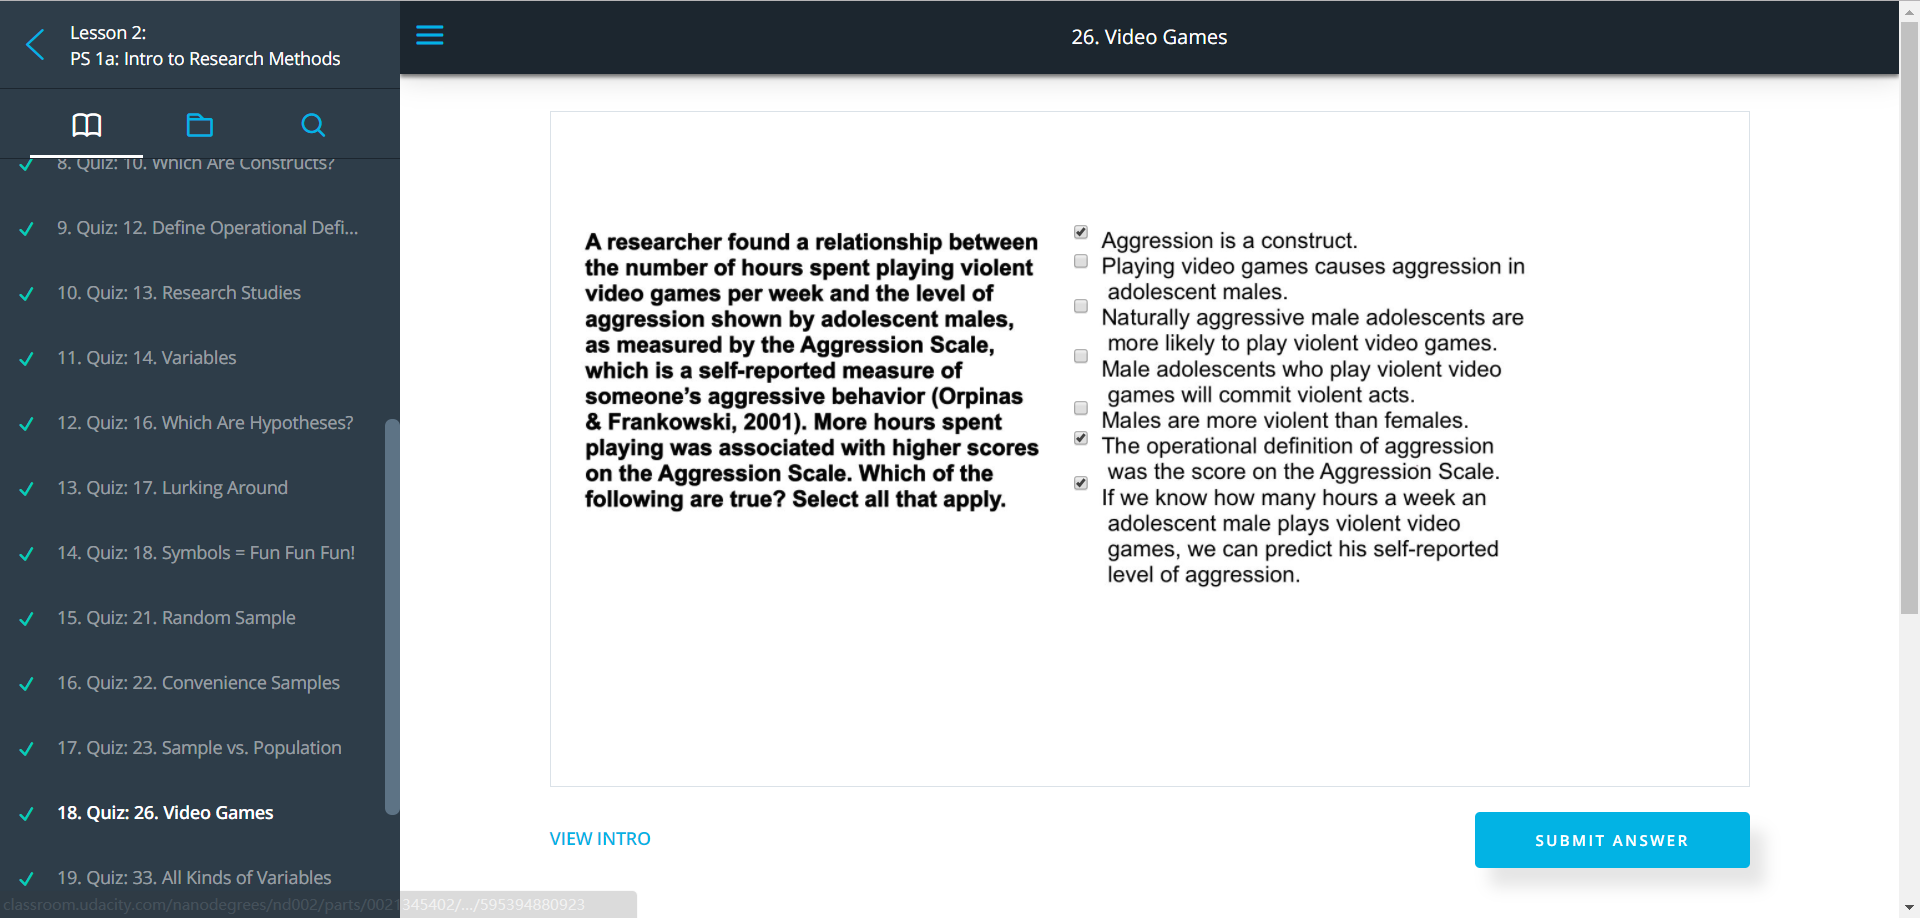 Lesson 2:
PS 1a: Intro to Research Methods
26. Video Games
8. Quiz: 10. Which Are Constructs?
9. Quiz: 12. Define Operational Defi...
10. Quiz: 13. Research Studies
11. Quiz: 14. Variables
12. Quiz: 16. Which Are Hypotheses?
13. Quiz: 17. Lurking Around
14. Quiz: 18. Symbols = Fun Fun Fun!
15. Quiz: 21. Random Sample
16. Quiz: 22. Convenience Samples
17. Quiz: 23. Sample vs. Population
18. Quiz: 26. Video Games
19. Quiz: 33. All Kinds of Variables
classroom.udacity.com/nanodegrees/nd002/parts/0021345402/.../595394880923
A researcher found a relationship between
the number of hours spent playing violent
video games per week and the level of
aggression shown by adolescent males,
as measured by the Aggression Scale,
which is a self-reported measure of
someone's aggressive behavior (Orpinas
& Frankowski, 2001). More hours spent
playing was associated with higher scores
on the Aggression Scale. Which of the
following are true? Select all that apply.
Aggression is a construct.
Playing video games causes aggression in
adolescent males.
Naturally aggressive male adolescents are
more likely to play violent video games.
Male adolescents who play violent video
games will commit violent acts.
Males are more violent than females.
The operational definition of aggression
was the score on the Aggression Scale.
If we know how many hours a week an
adolescent male plays violent video
games, we can predict his self-reported
level of aggression.
VIEW INTRO
SUBMIT ANSWER